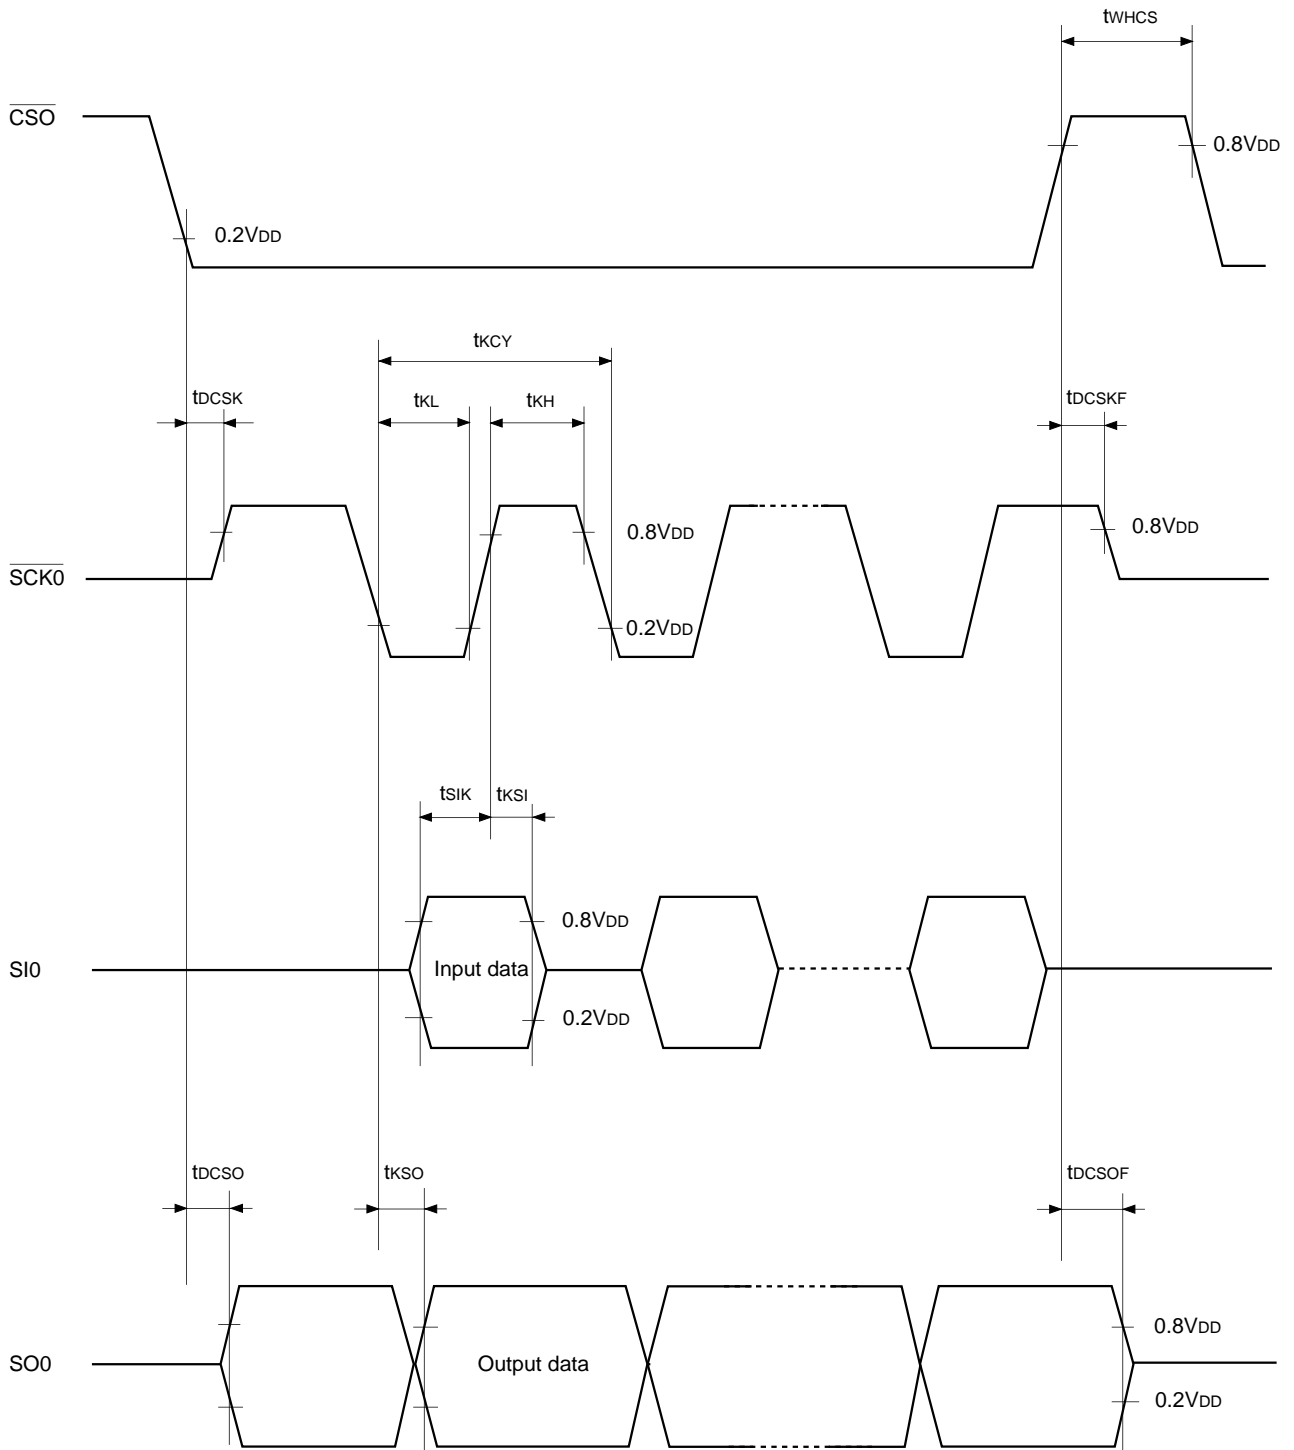 tWHCS
CSO
0.8VDD
0.2VDD
tKCY
tDCSK
tKL
tKH
tDCSKF
0.8VDD
0.8VDD
SCK0
0.2VDD
tSIK
tKSI
0.8VDD
SI0
Input data
0.2VDD
tDCSO
tKSO
tDCSOF
0.8VDD
SO0
Output data
0.2VDD